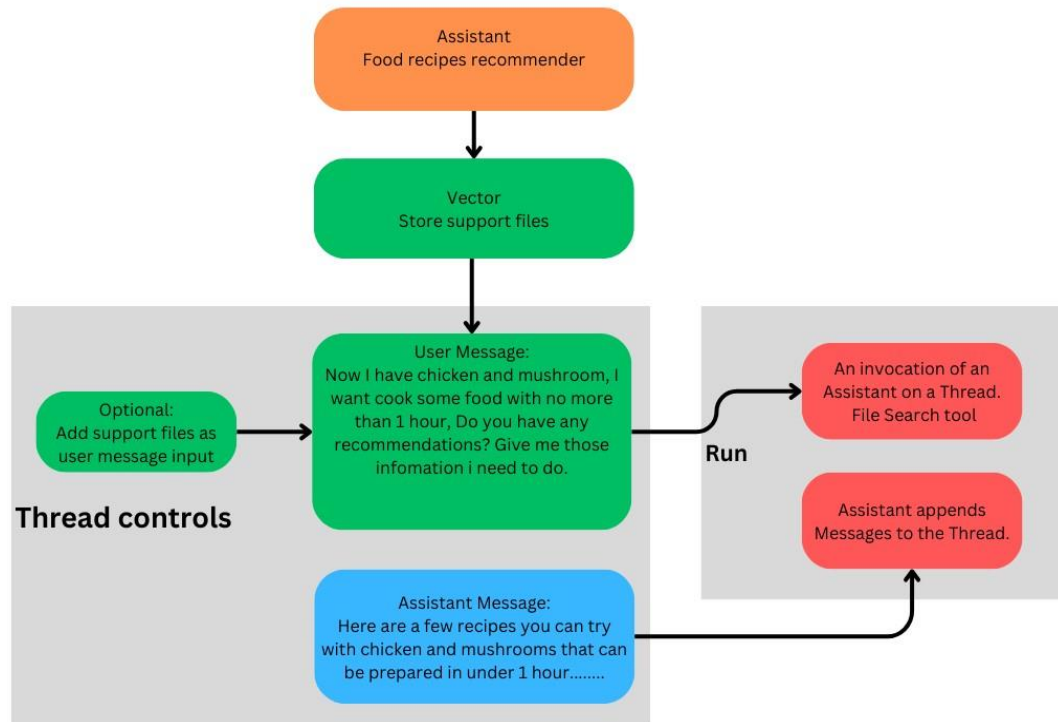 Assistant
Food recipes recommender
Vector
Store support files
User Message:
Now I have chicken and mushroom, I
want cook some food with no more
than 1 hour, Do you have any
recommendations? Give me those
infomation i need to do.
Optional:
Add support files as
user message input
Thread controls
Assistant Message:
Here are a few recipes you can try
with chicken and mushrooms that can
be prepared in under 1 hour........
An invocation of an
Assistant on a Thread.
File Search tool
Run
Assistant appends
Messages to the Thread.